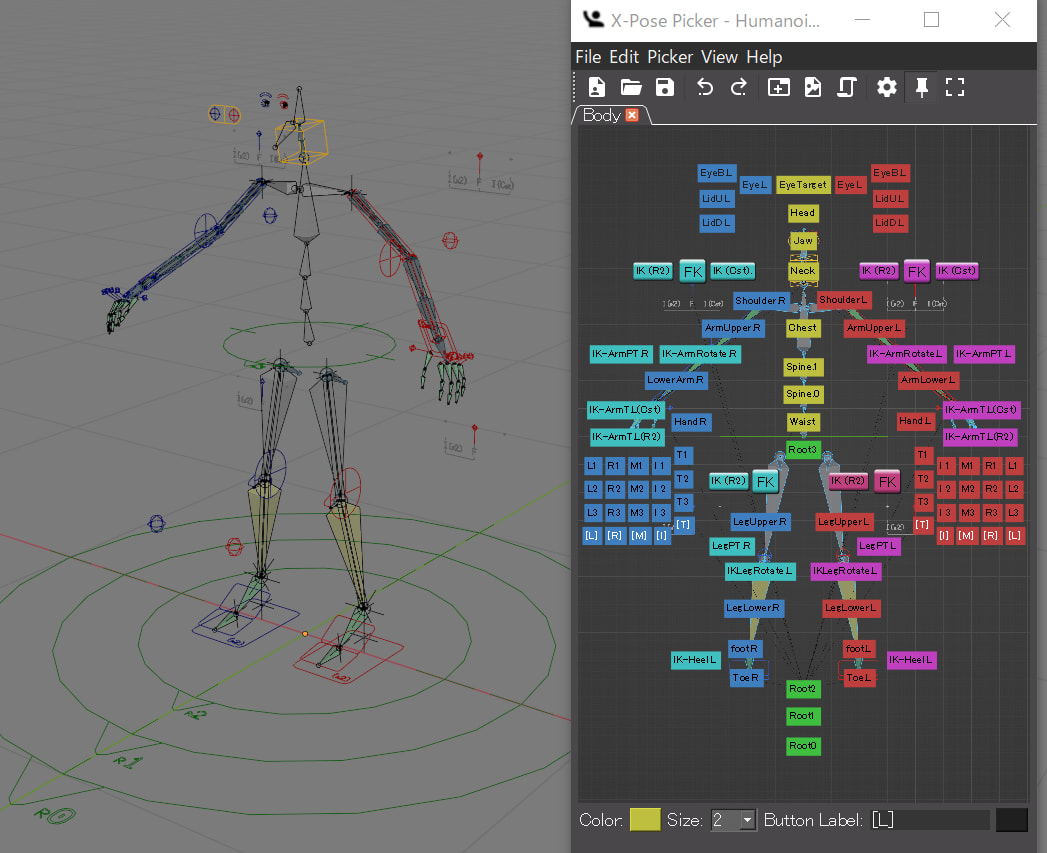 X-Pose Picker - Humanoi...
File Edit Picker View Help
Body
EyeB.L EyeB.L
EyeL EyeTarget EyeL
LidU.L LidU.L
Head
LidD.L LidD.L
Jaw
IK (R2) FK IK (Cst). Neck IK (R2) FK IK (Cst)
Shoulder.R Shoulder.L
ArmUpper.R Chest ArmUpper.L
IK-ArmPT.R IK-ArmRotate.R IK-ArmRotate.L IK-ArmPT.L
Spine.1
LowerArm.R ArmLower.L
Spine.0
IK-ArmT.L(Cst) IK-ArmT.L(Cst)
HandR Waist Hand.L
IK-ArmT.L(R2) IK-ArmT.L(R2)
Root3
T1 T1
L1 R1 M1 I 1 I 1 M1 R1 L1
T2 T2
IK (R2) FK IK (R2) FK
L2 R2 M2 I 2 I 2 M2 R2 L2
T3 T3
L3 R3 M3 I 3 I 3 M3 R3 L3
[T] LegUpper.R LegUpper.L [T]
[L] [R] [M] [I] [I] [M] [R] [L]
LegPT.R LegPT.L
IKLegRotate.L IKLegRotate.L
LegLower.R LegLower.L
footR foot.L
IK-Heel.L IK-Heel.L
ToeR Toe.L
Root2
Root1
Root0
R2
R1
R0
Color: Size: 2 Button Label: [L]